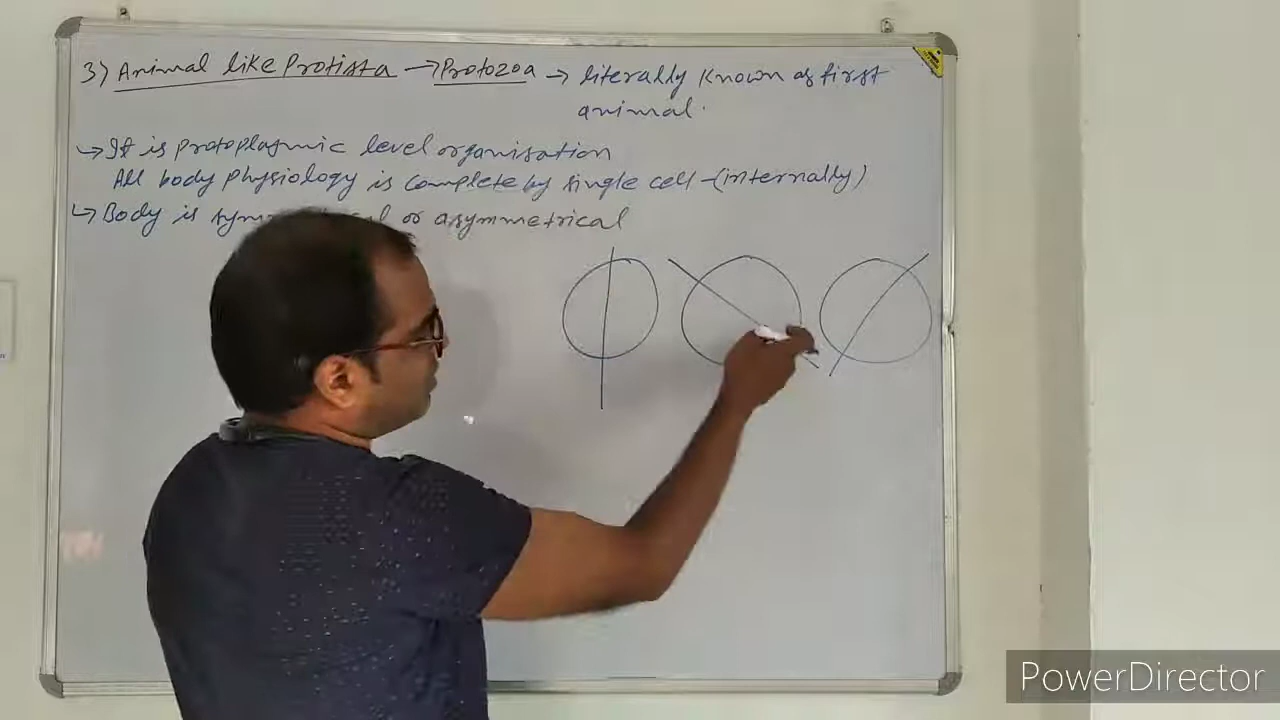 3) Animal like Protista → Protozoa → literally known as first
animal.
↳ It is protoplasmic level organisation
All body physiology is complete by single cell - (internally)
↳ Body is or asymmetrical
PowerDirector